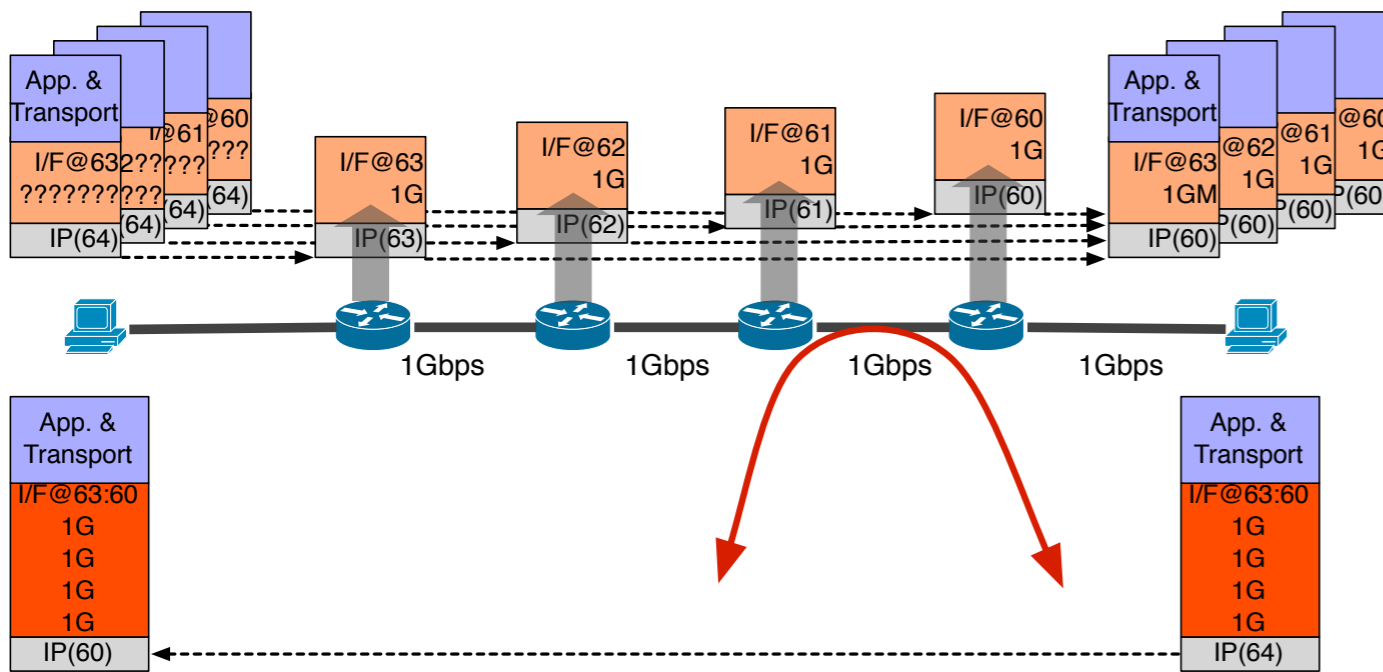 App. &
Transport
I/F@63
???????
IP(64)
2??
???
(64)
I/@61
????
(64)
@60
???
(64)
I/F@63
1G
IP(63)
I/F@62
1G
IP(62)
I/F@61
1G
IP(61)
I/F@60
1G
IP(60)
App. &
Transport
I/F@63
1GM
IP(60)
@62
1G
P(60)
@61
1G
P(60)
@60
1G
P(60)
1Gbps
1Gbps
1Gbps
1Gbps
App. &
Transport
I/F@63:60
1G
1G
1G
1G
IP(60)
App. &
Transport
I/F@63:60
1G
1G
1G
1G
IP(64)